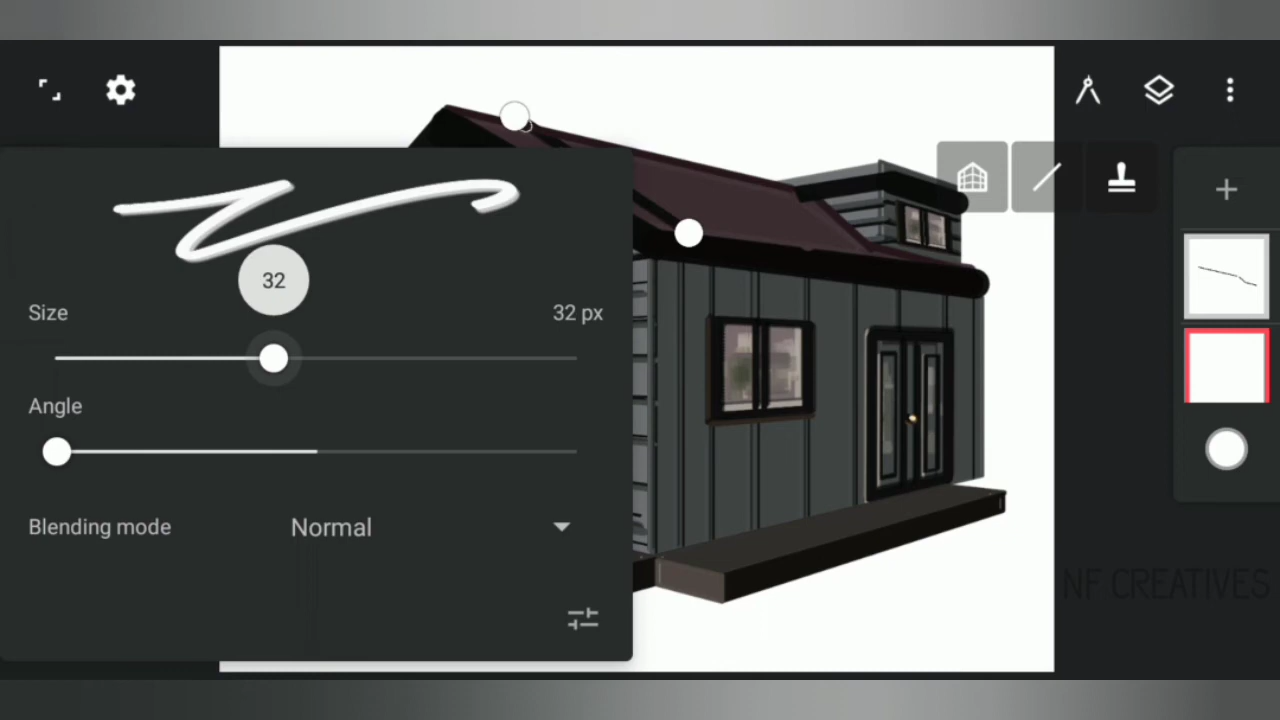 32
Size
32 px
Angle
Blending mode
Normal
NF CREATIVES